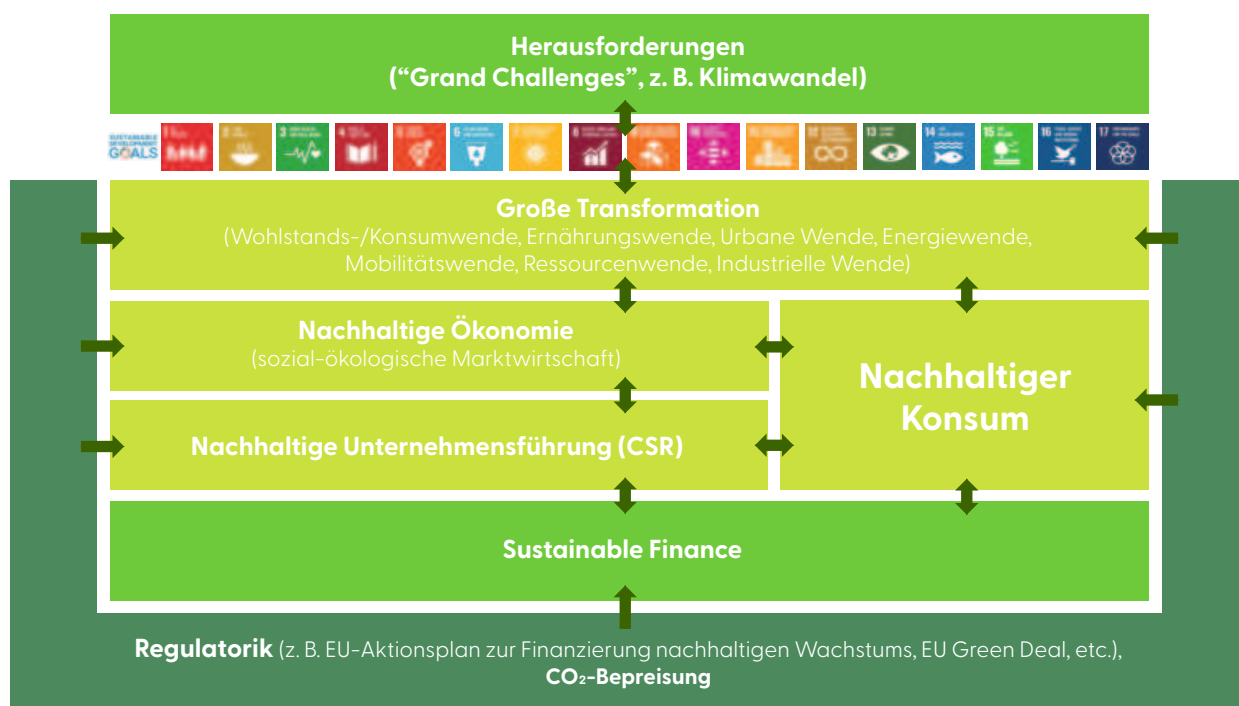 Herausforderungen
(“Grand Challenges”, z. B. Klimawandel)
SUSTAINABLE
DEVELOPMENT
GOALS
1
2
3
4
5
6
7
8
12
13
14
15
16
17
Große Transformation
(Wohlstands-/Konsumwende, Ernährungswende, Urbane Wende, Energiewende,
Mobilitätswende, Ressourcenwende, Industrielle Wende)
Nachhaltige Ökonomie
(sozial-ökologische Marktwirtschaft)
Nachhaltiger
Konsum
Nachhaltige Unternehmensführung (CSR)
Sustainable Finance
Regulatorik (z. B. EU-Aktionsplan zur Finanzierung nachhaltigen Wachstums, EU Green Deal, etc.),
CO₂-Bepreisung